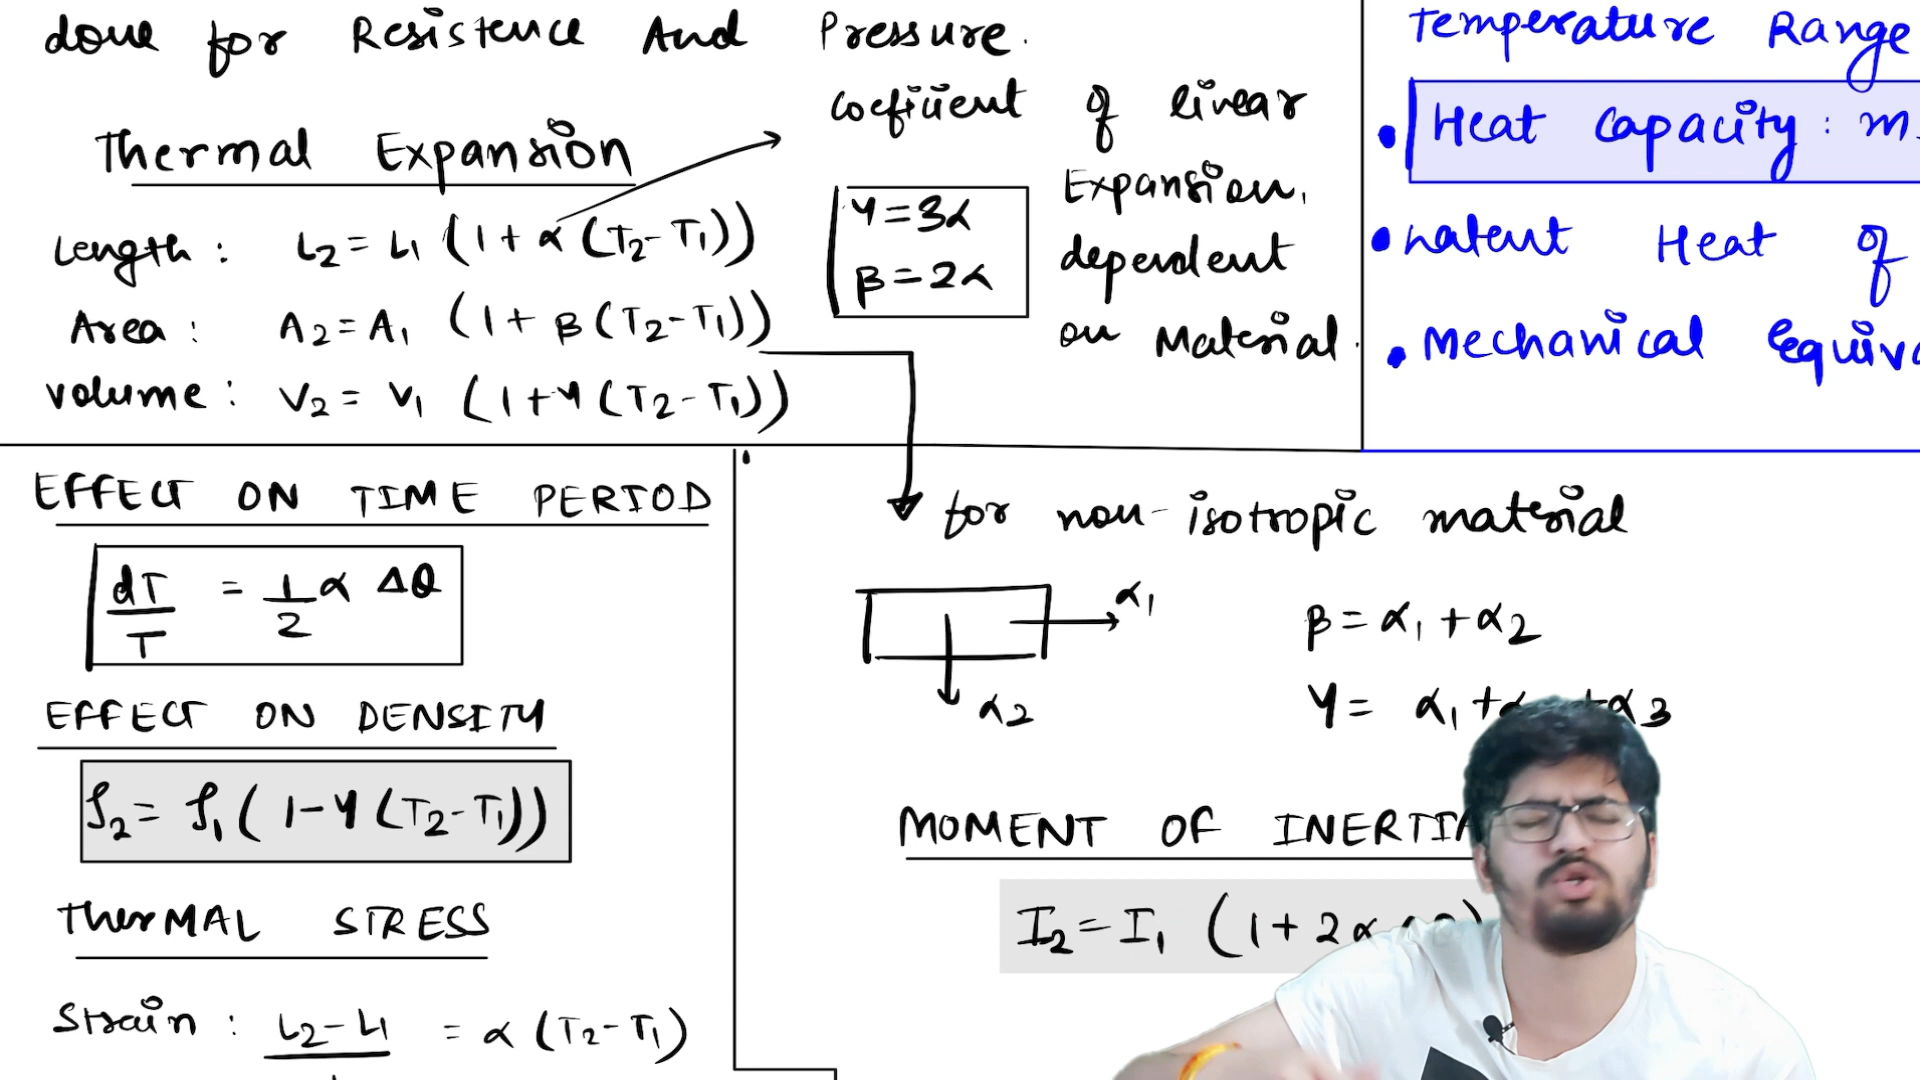 done for Resistence And Pressure.
Thermal Expansion
coefiient of linear
Expansion,
dependent
on Material.
Length : L2 = L1 (1 + α (T2 - T1))
Area : A2 = A1 (1 + β (T2 - T1))
volume : V2 = V1 (1 + γ (T2 - T1))
γ = 3α
β = 2α
Temperature Range
• Heat Capacity : m
• Latent Heat of
• Mechanical Equiv
EFFECT ON TIME PERIOD
dT/T = 1/2 α Δθ
EFFECT ON DENSITY
ρ2 = ρ1 (1 - γ (T2 - T1))
THerMAL STRESS
Strain : L2 - L1 = α (T2 - T1)
for non-isotropic material
α1
α2
β = α1 + α2
γ = α1 + + α3
MOMENT OF INERTIA
I2 = I1 (1 + 2α